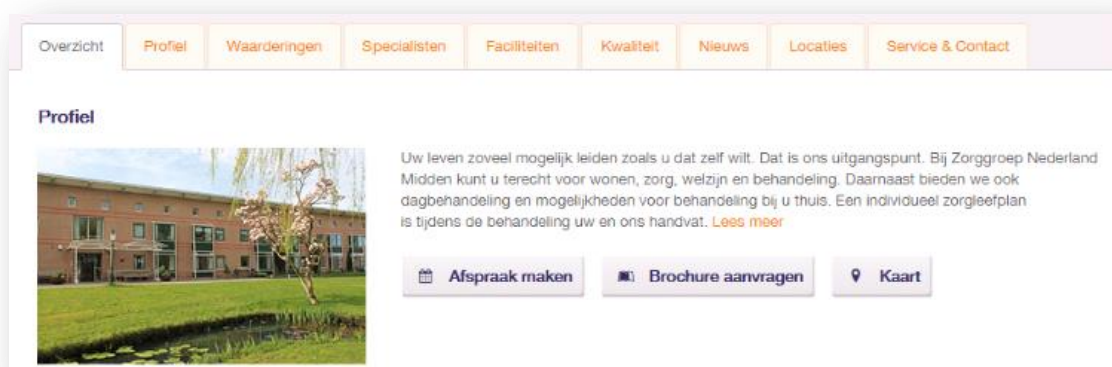 Overzicht Profiel Waarderingen Specialisten Faciliteiten Kwaliteit Nieuws Locaties Service & Contact
Profiel
Uw leven zoveel mogelijk leiden zoals u dat zelf wilt. Dat is ons uitgangspunt. Bij Zorggroep Nederland
Midden kunt u terecht voor wonen, zorg, welzijn en behandeling. Daarnaast bieden we ook
dagbehandeling en mogelijkheden voor behandeling bij u thuis. Een individueel zorgleefplan
is tijdens de behandeling uw en ons handvat. Lees meer
Afspraak maken Brochure aanvragen Kaart